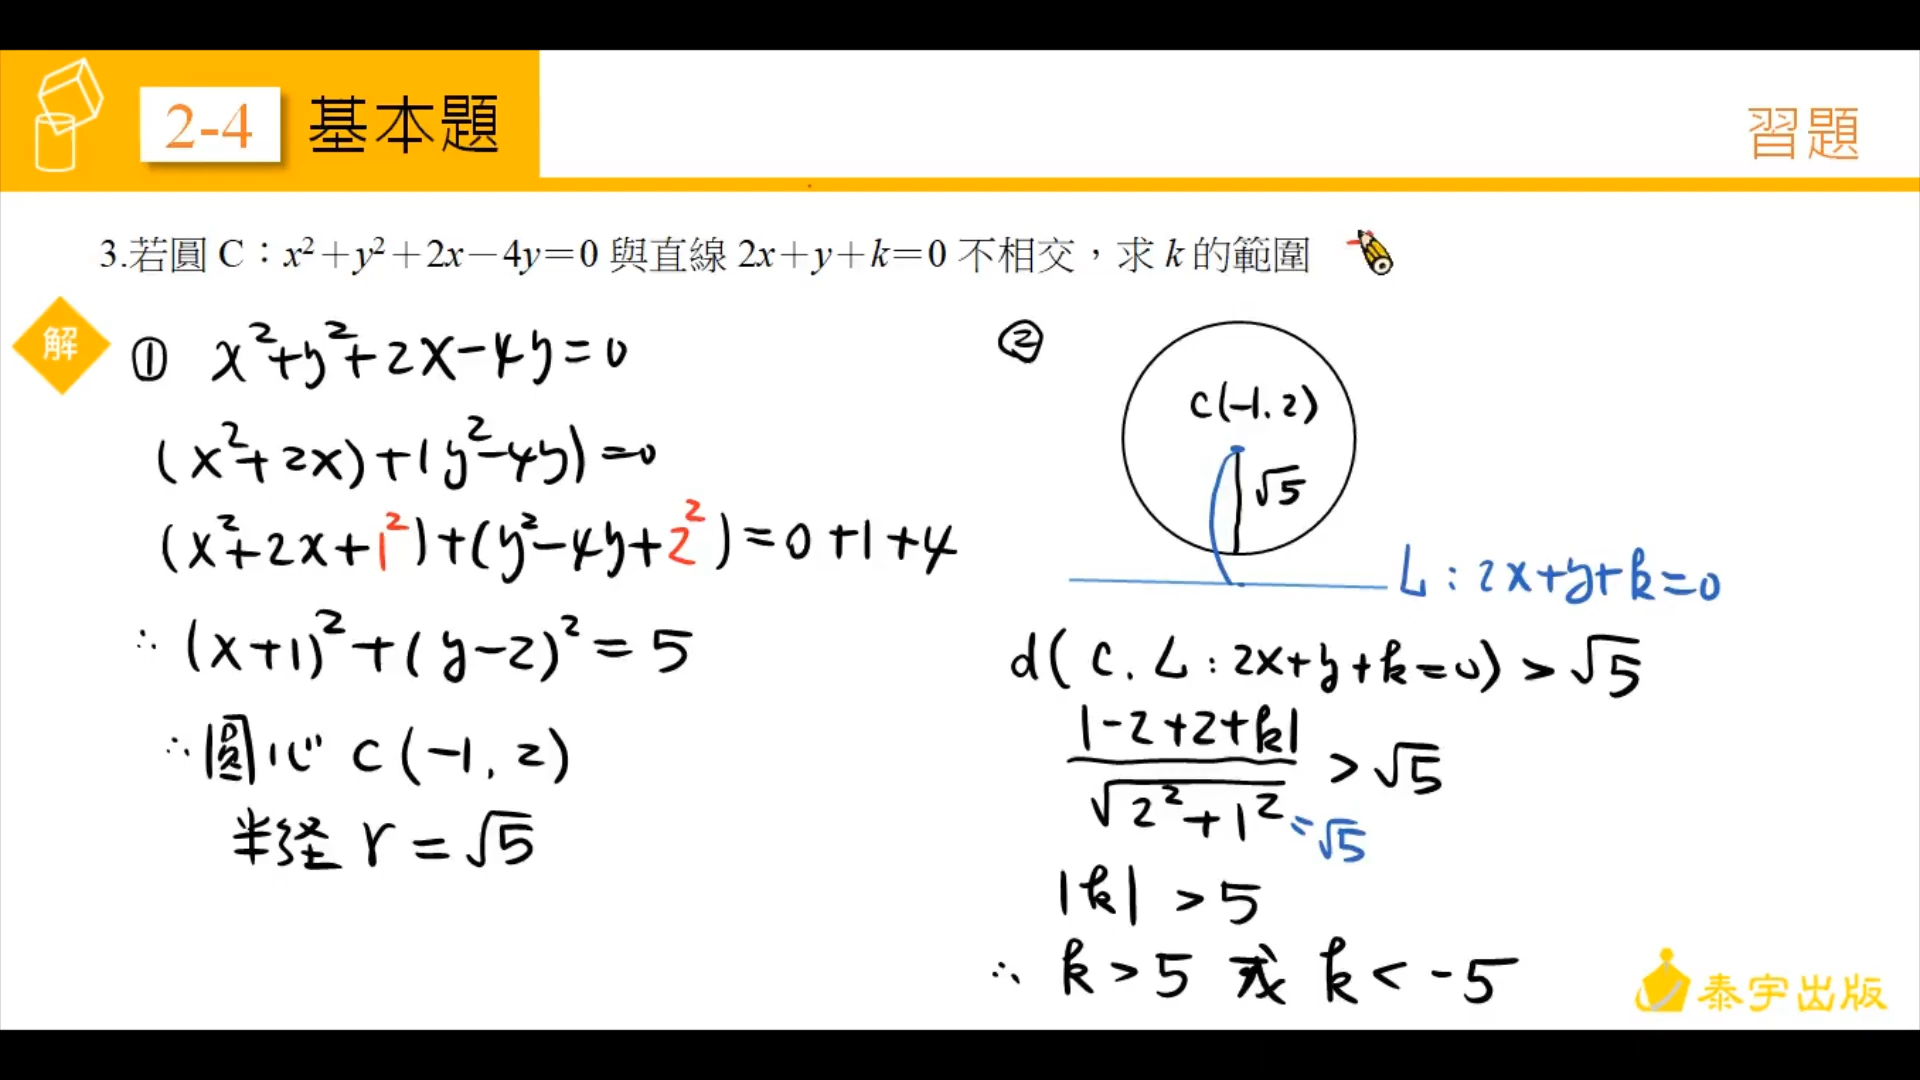 2-4 基本題
習題
3.若圓 C：x²＋y²＋2x－4y＝0 與直線 2x＋y＋k＝0 不相交，求 k 的範圍
解
① x²+y²+2x-4y=0
(x²+2x)+(y²-4y)=0
(x²+2x+1²)+(y²-4y+2²)=0+1+4
∴ (x+1)²+(y-2)²=5
∴圓心 C(-1,2)
半径 r=√5
②
C(-1,2)
√5
L:2x+y+k=0
d(C,L:2x+y+k=0)>√5
|-2+2+k|/√2²+1² >√5
=√5
|k|>5
∴ k>5 或 k<-5
泰宇出版